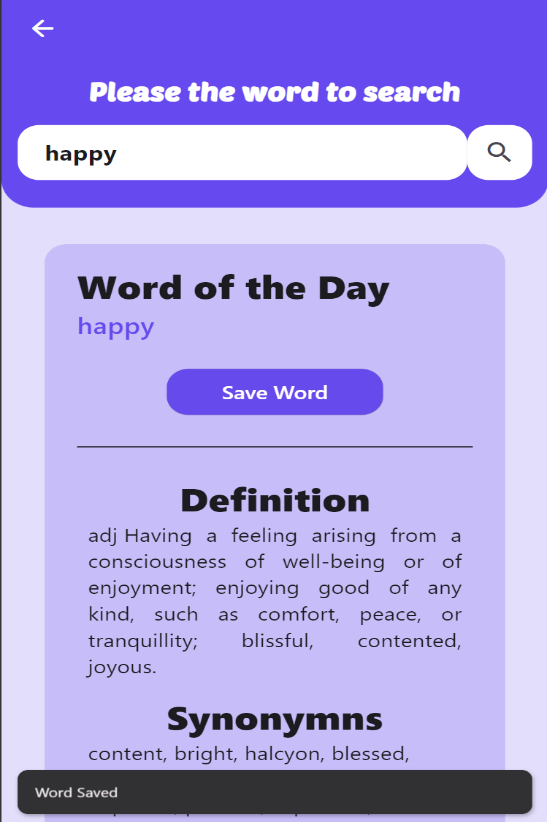 Please the word to search
happy
Word of the Day
happy
Save Word
Definition
adj Having a feeling arising from a
consciousness of well-being or of
enjoyment; enjoying good of any
kind, such as comfort, peace, or
tranquillity; blissful, contented,
joyous.
Synonymns
content, bright, halcyon, blessed,
Word Saved